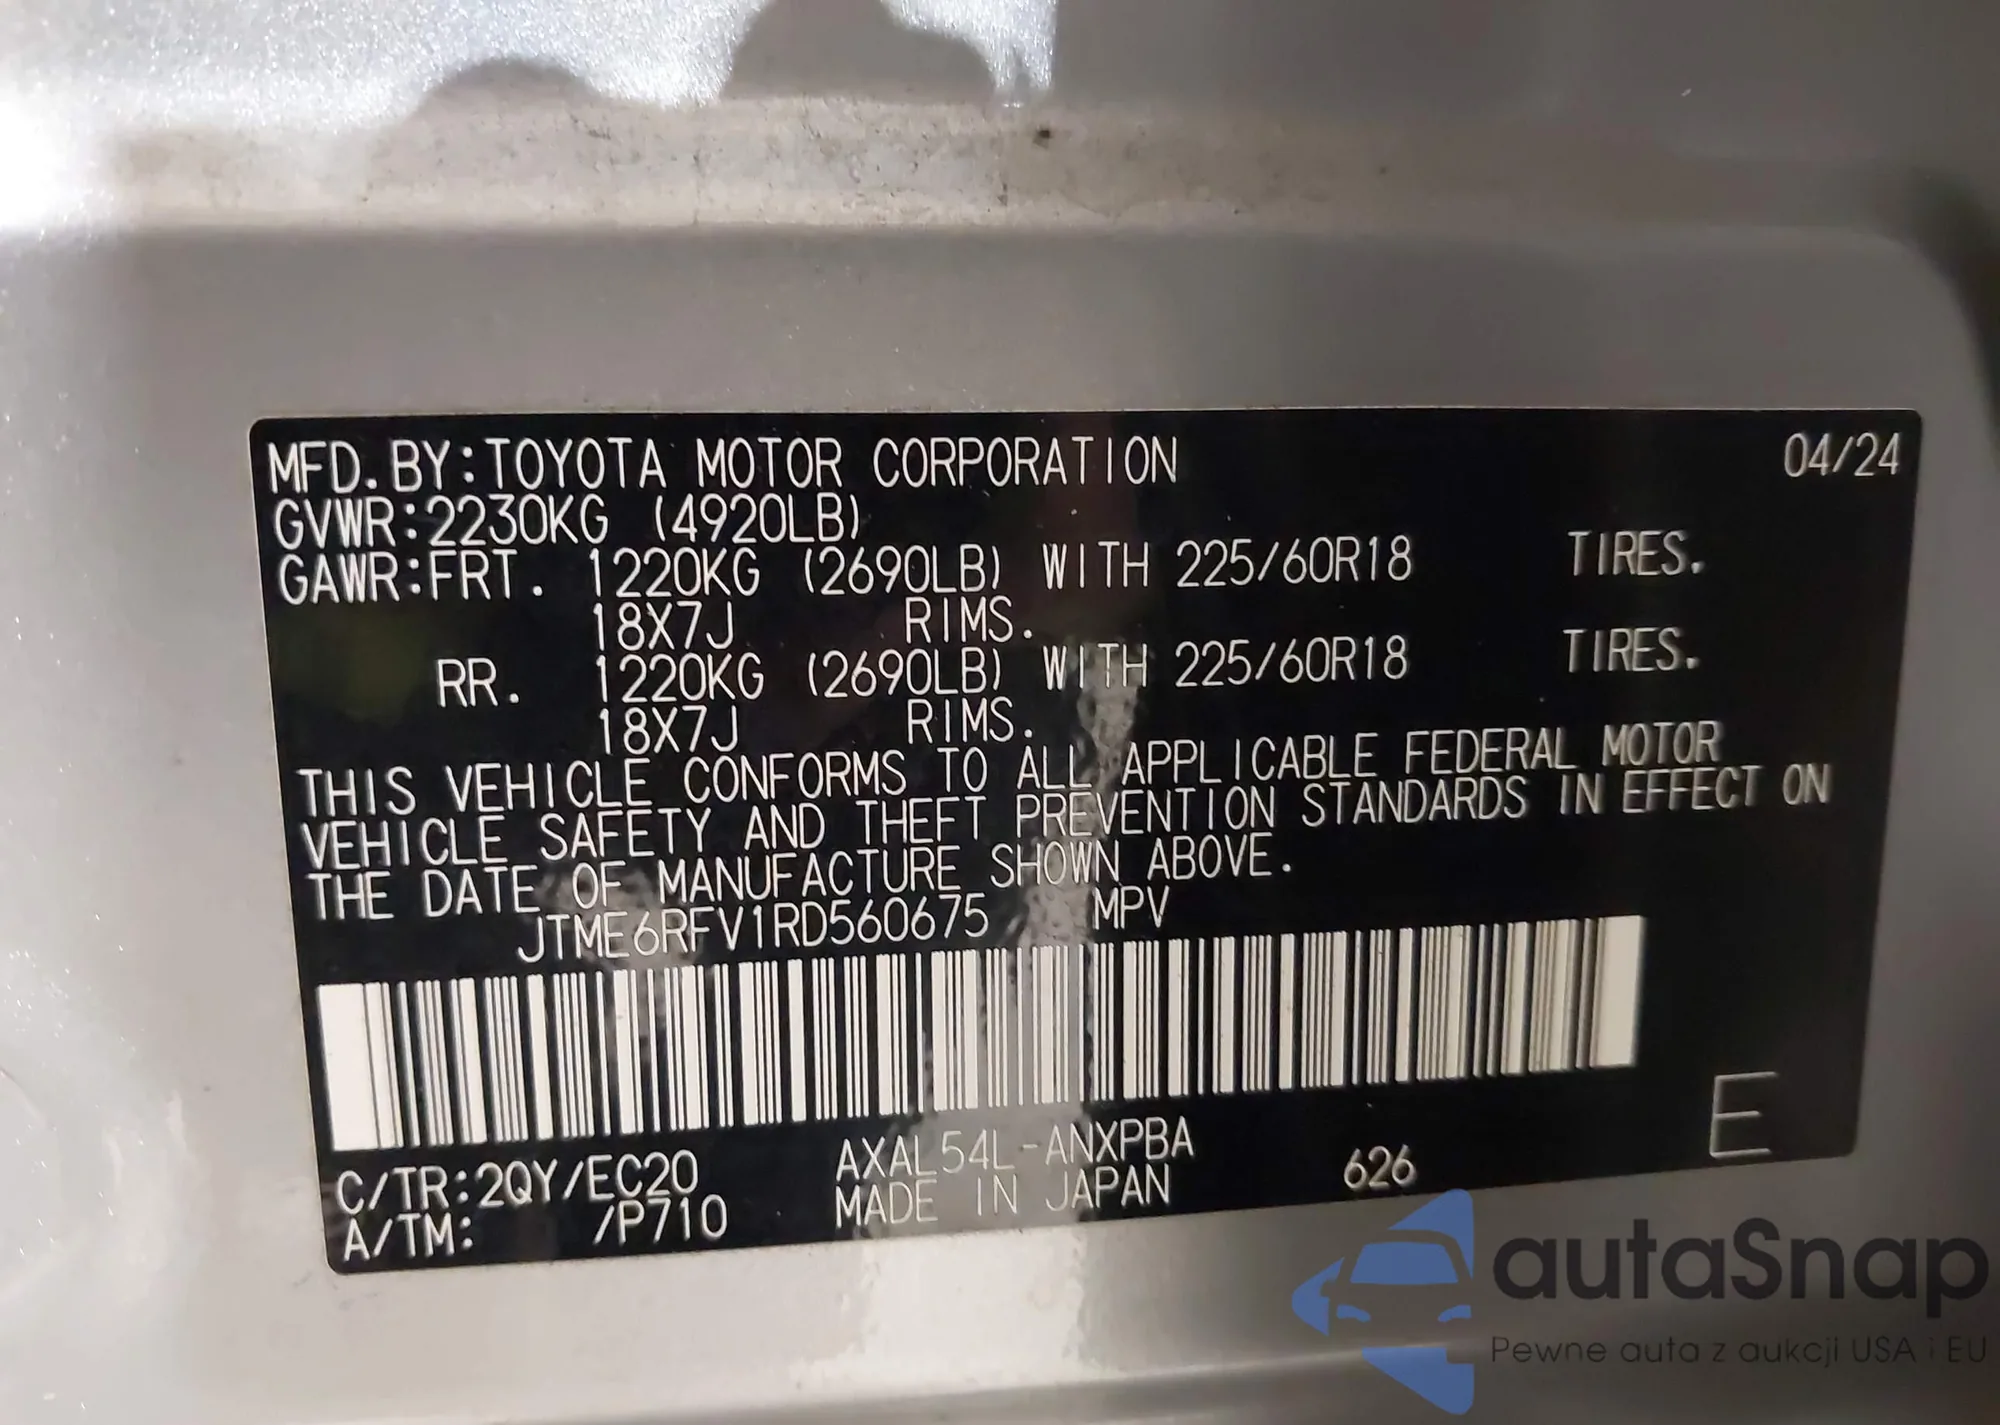 MFD.BY:TOYOTA MOTOR CORPORATION 04/24
GVWR:2230KG (4920LB)
GAWR:FRT. 1220KG (2690LB) WITH 225/60R18 TIRES.
18X7J RIMS.
RR. 1220KG (2690LB) WITH 225/60R18 TIRES.
18X7J RIMS.
THIS VEHICLE CONFORMS TO ALL APPLICABLE FEDERAL MOTOR
VEHICLE SAFETY AND THEFT PREVENTION STANDARDS IN EFFECT ON
THE DATE OF MANUFACTURE SHOWN ABOVE.
JTME6RFV1RD560675 MPV
E
C/TR:2QY/EC20 AXAL54L-ANXPBA 626
A/TM: /P710 MADE IN JAPAN
autaSnap
Pewne auta z aukcji USA i EU